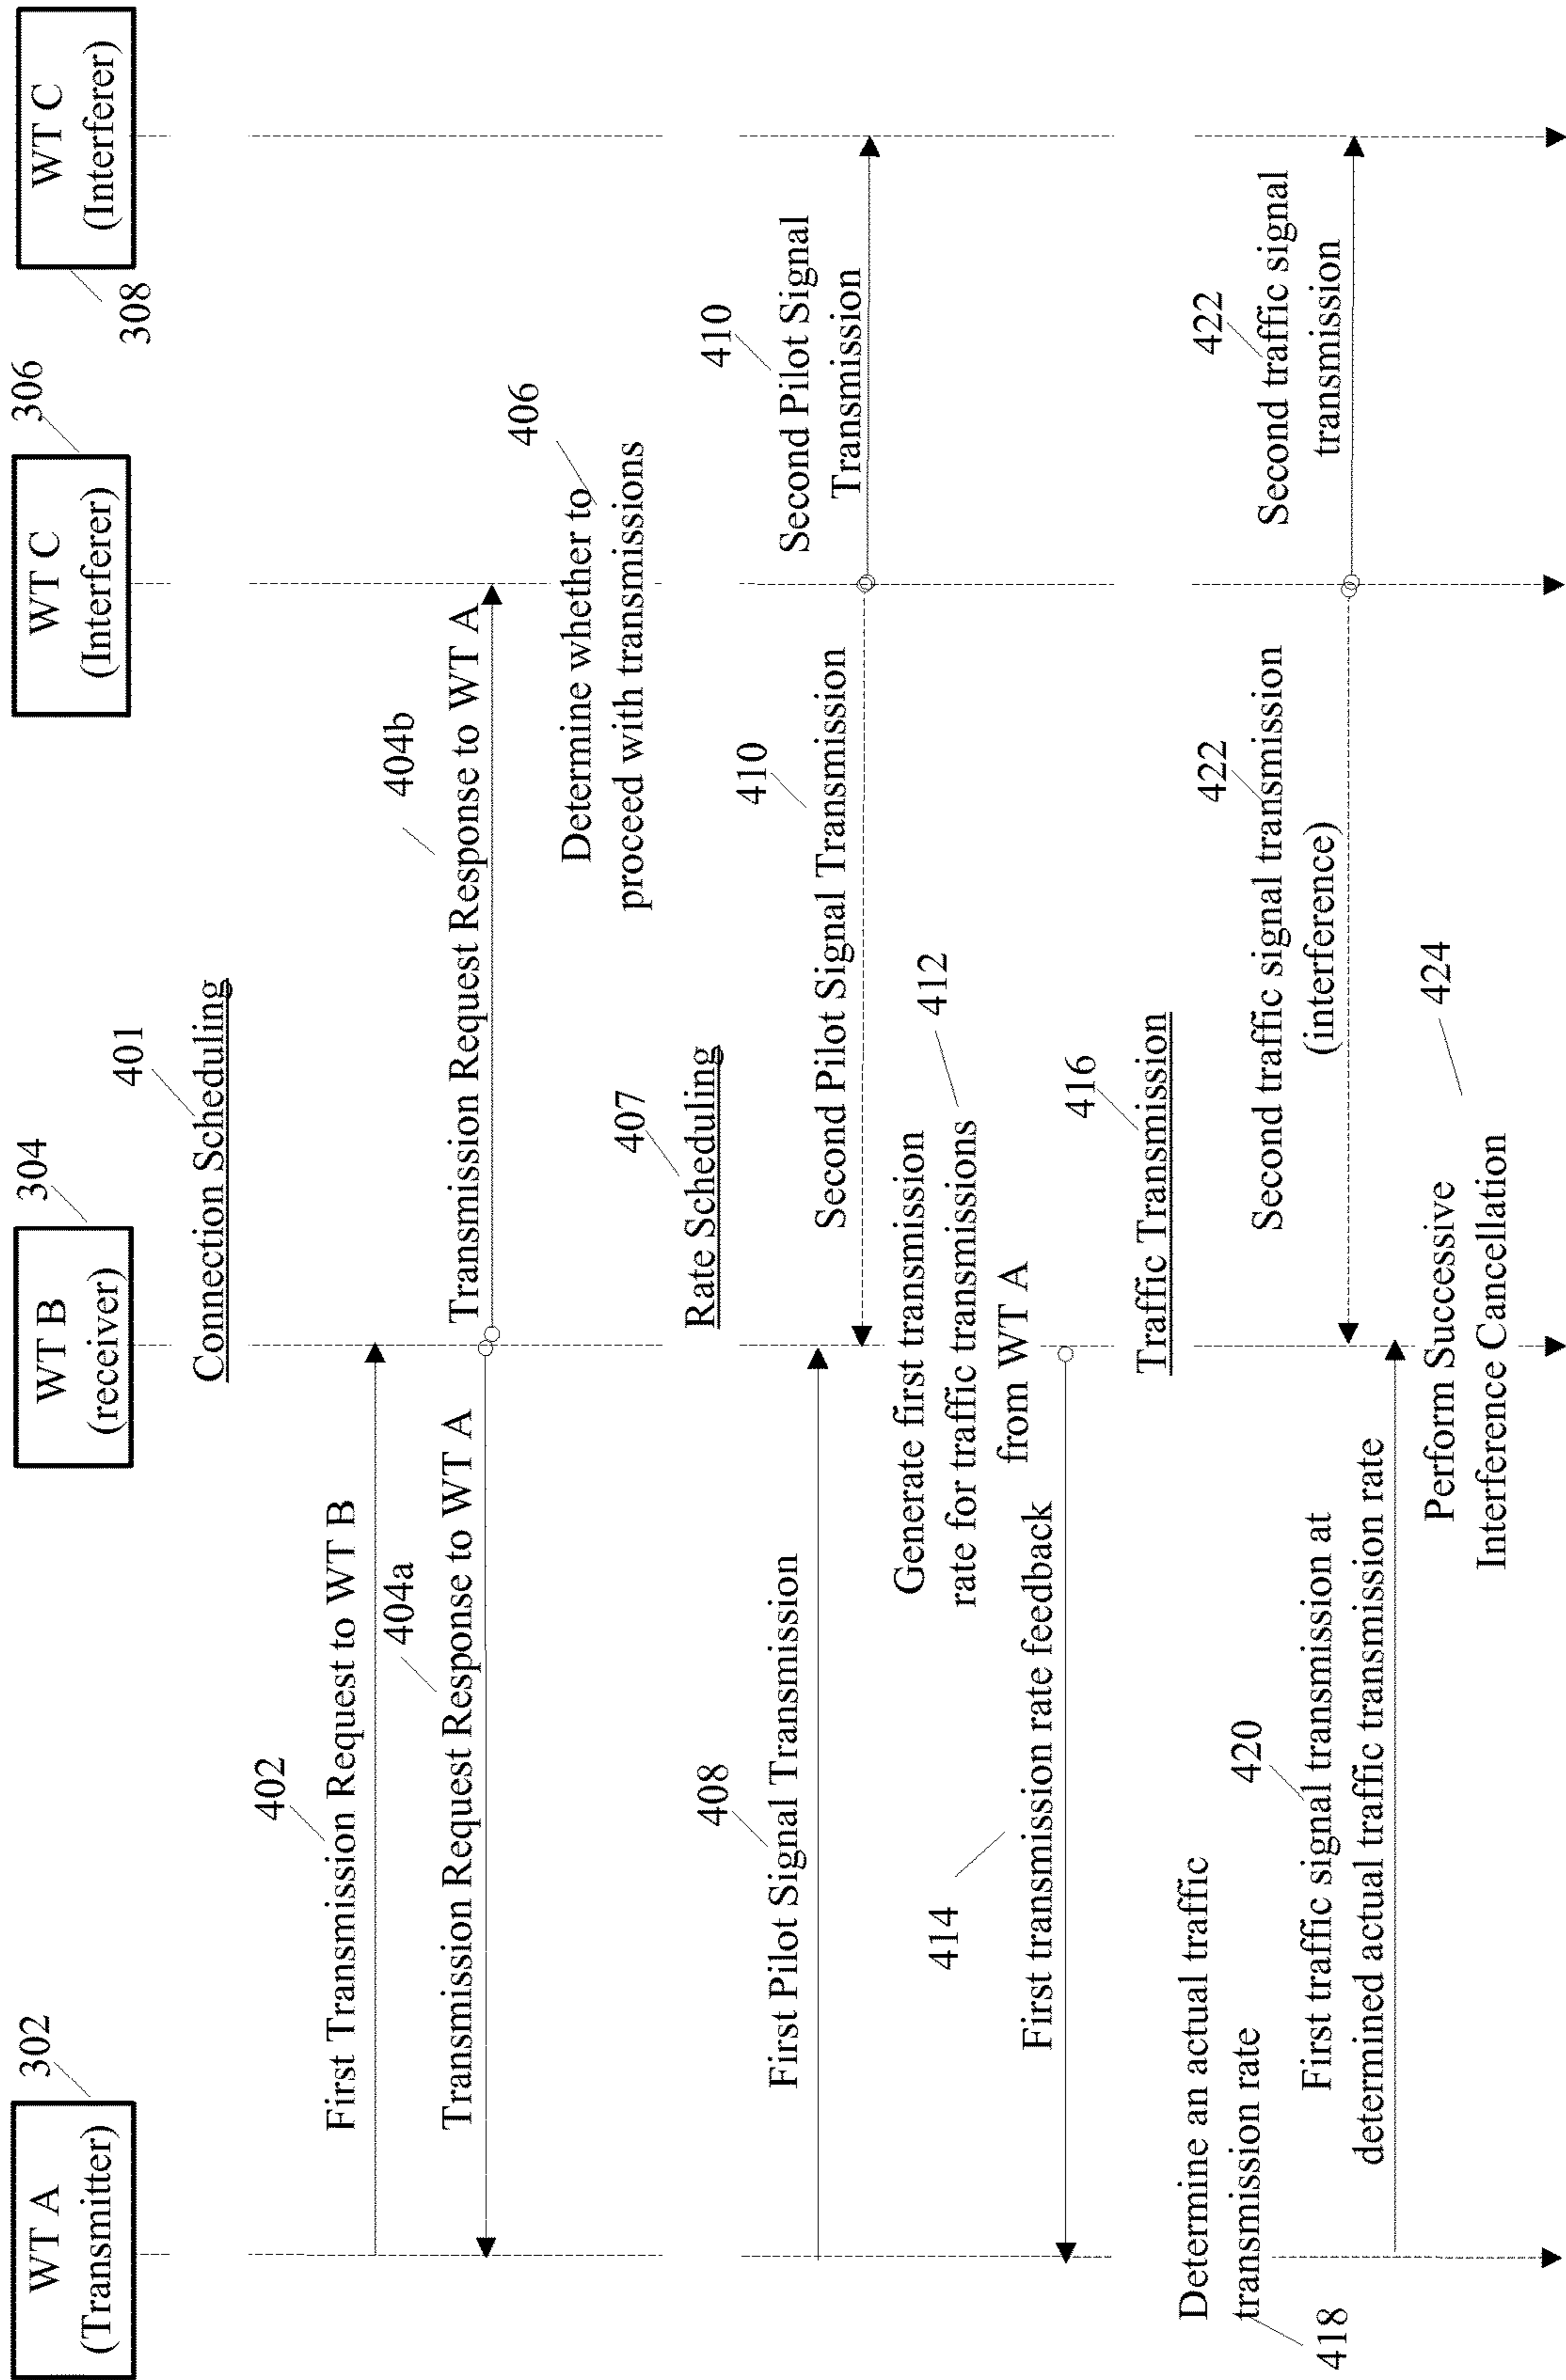 WT A
(Transmitter)
302
WT B
(receiver)
304
WT C
(Interferer)
306
WT C
(Interferer)
308
401
Connection Scheduling
402
First Transmission Request to WT B
404a
Transmission Request Response to WT A
404b
Transmission Request Response to WT A
406
Determine whether to
proceed with transmissions
407
Rate Scheduling
408
First Pilot Signal Transmission
410
Second Pilot Signal Transmission
410
Second Pilot Signal
Transmission
412
Generate first transmission
rate for traffic transmissions
from WT A
414
First transmission rate feedback
416
Traffic Transmission
Determine an actual traffic
transmission rate
418
420
First traffic signal transmission at
determined actual traffic transmission rate
422
Second traffic signal transmission
(interference)
422
Second traffic signal
transmission
424
Perform Successive
Interference Cancellation